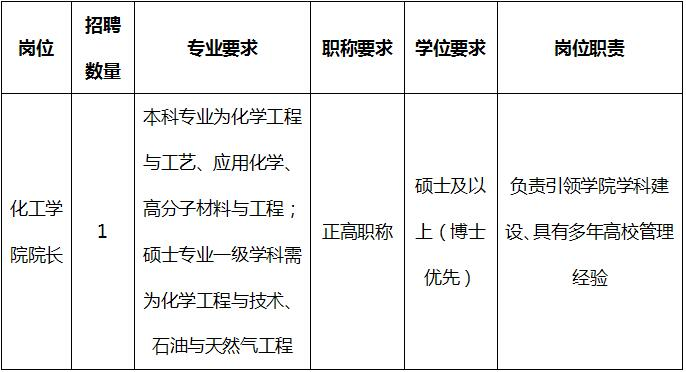 岗位
招聘
数量
专业要求
职称要求
学位要求
岗位职责
化工学
院院长
1
本科专业为化学工程
与工艺、应用化学、
高分子材料与工程；
硕士专业一级学科需
为化学工程与技术、
石油与天然气工程
正高职称
硕士及以
上（博士
优先）
负责引领学院学科建
设、具有多年高校管理
经验